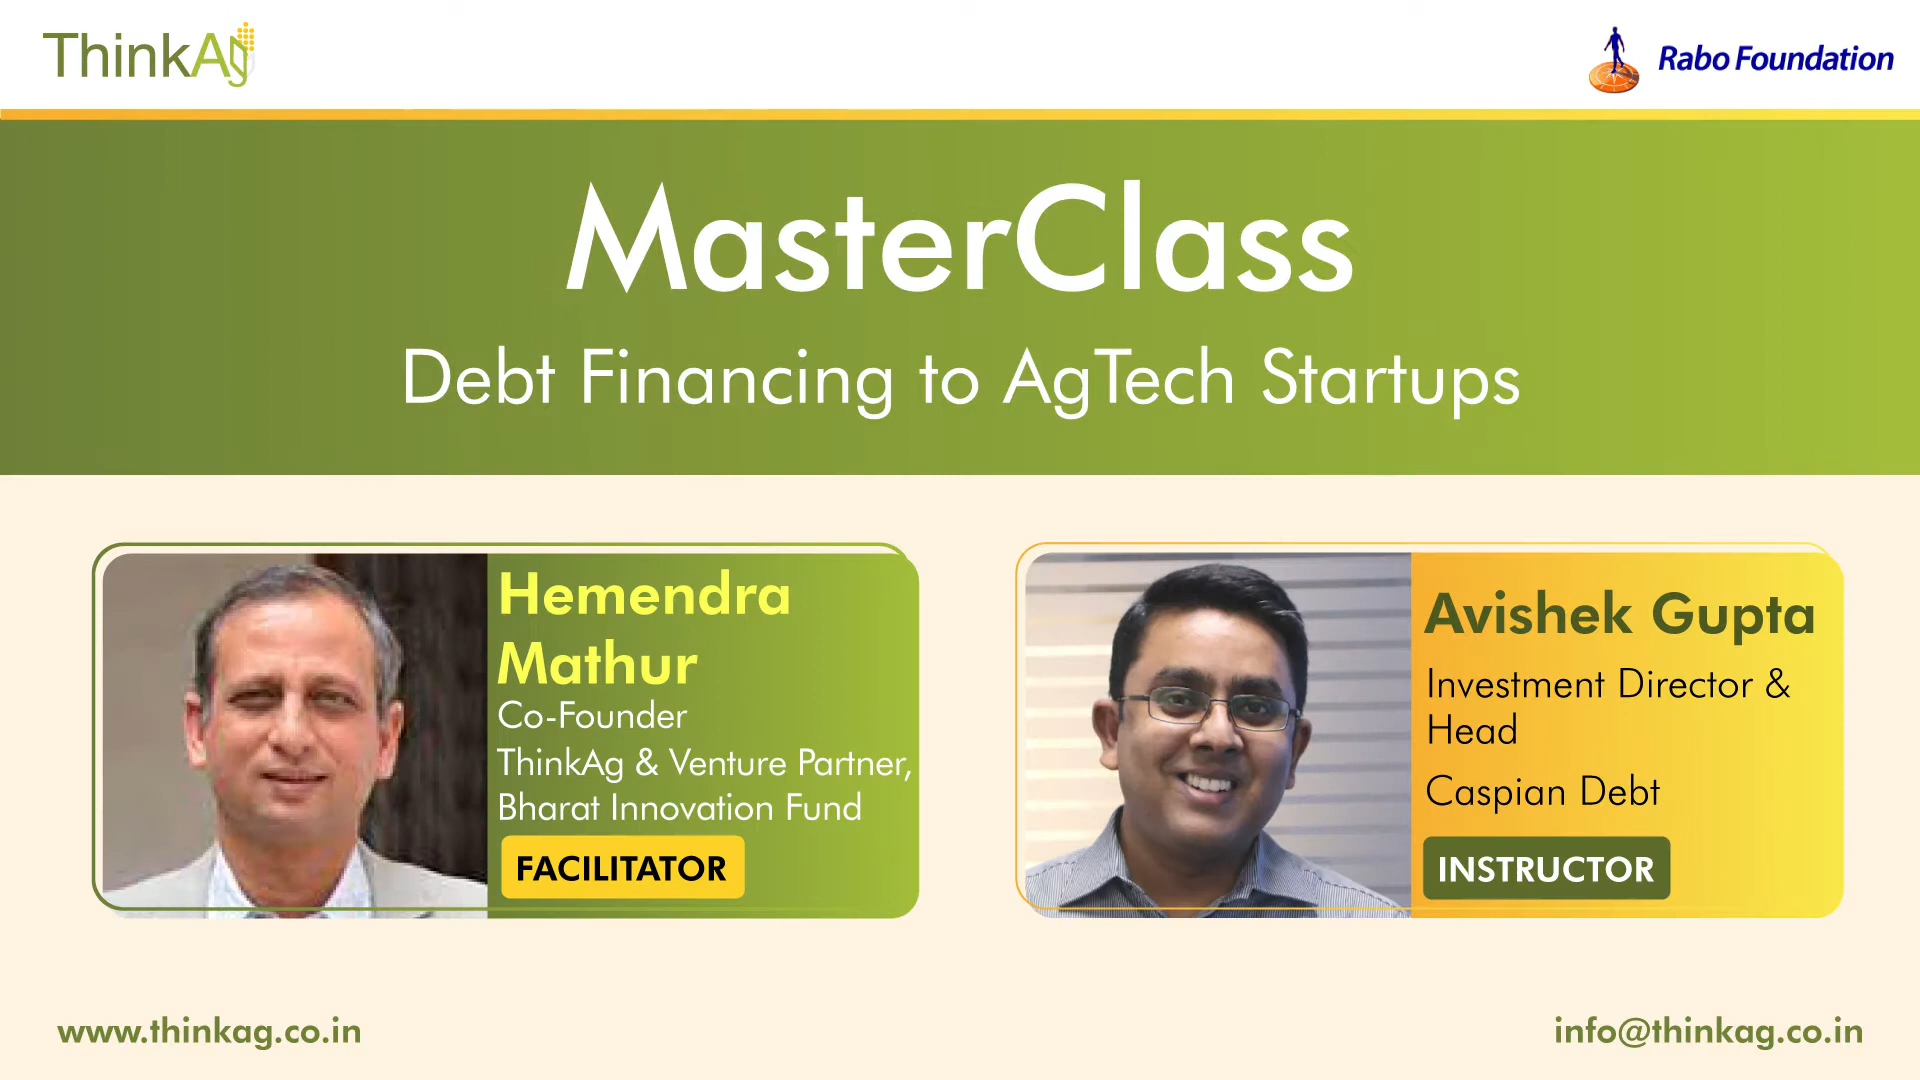 ThinkAg
Rabo Foundation
MasterClass
Debt Financing to AgTech Startups
Hemendra
Mathur
Co-Founder
ThinkAg & Venture Partner,
Bharat Innovation Fund
FACILITATOR
Avishek Gupta
Investment Director &
Head
Caspian Debt
INSTRUCTOR
www.thinkag.co.in
info@thinkag.co.in